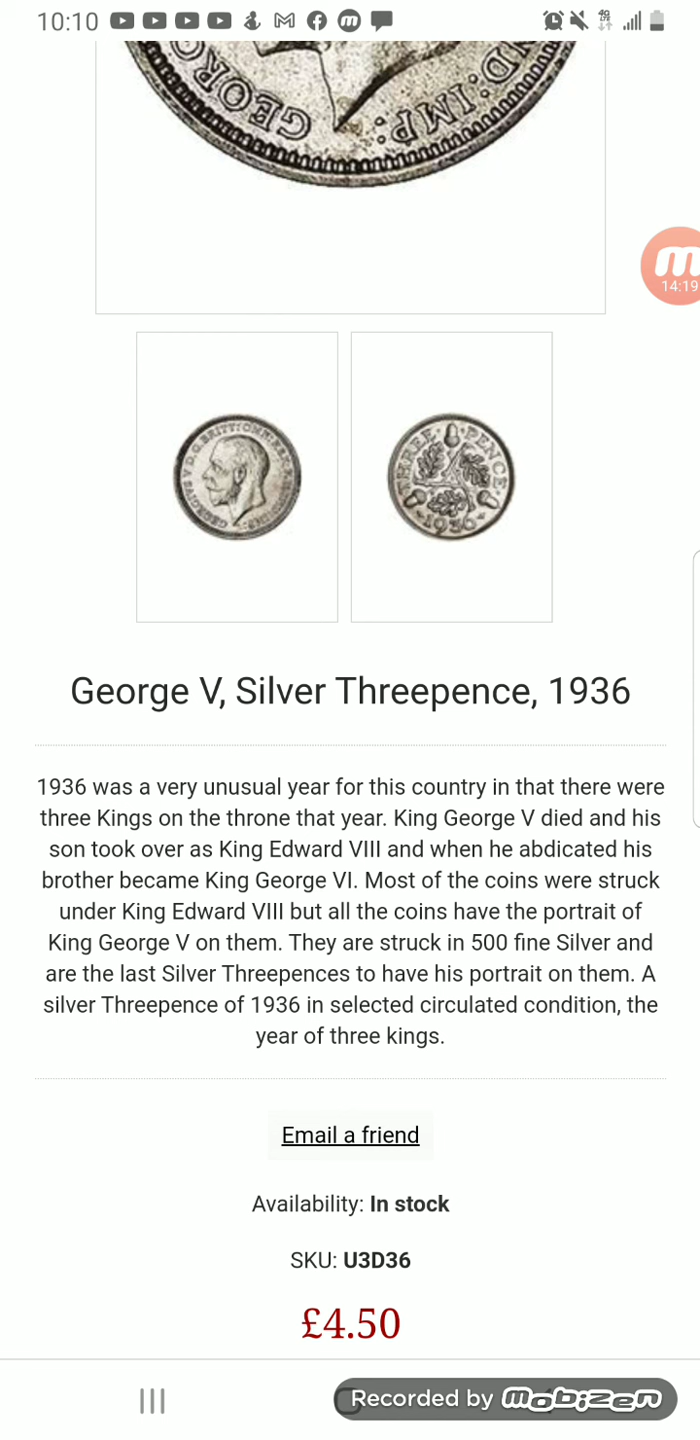 10:10
GEORG
ND:IMP:
m
14:19
THREE·PENCE·
1936
George V, Silver Threepence, 1936
1936 was a very unusual year for this country in that there were
three Kings on the throne that year. King George V died and his
son took over as King Edward VIII and when he abdicated his
brother became King George VI. Most of the coins were struck
under King Edward VIII but all the coins have the portrait of
King George V on them. They are struck in 500 fine Silver and
are the last Silver Threepences to have his portrait on them. A
silver Threepence of 1936 in selected circulated condition, the
year of three kings.
Email a friend
Availability: In stock
SKU: U3D36
£4.50
Recorded by mobizen